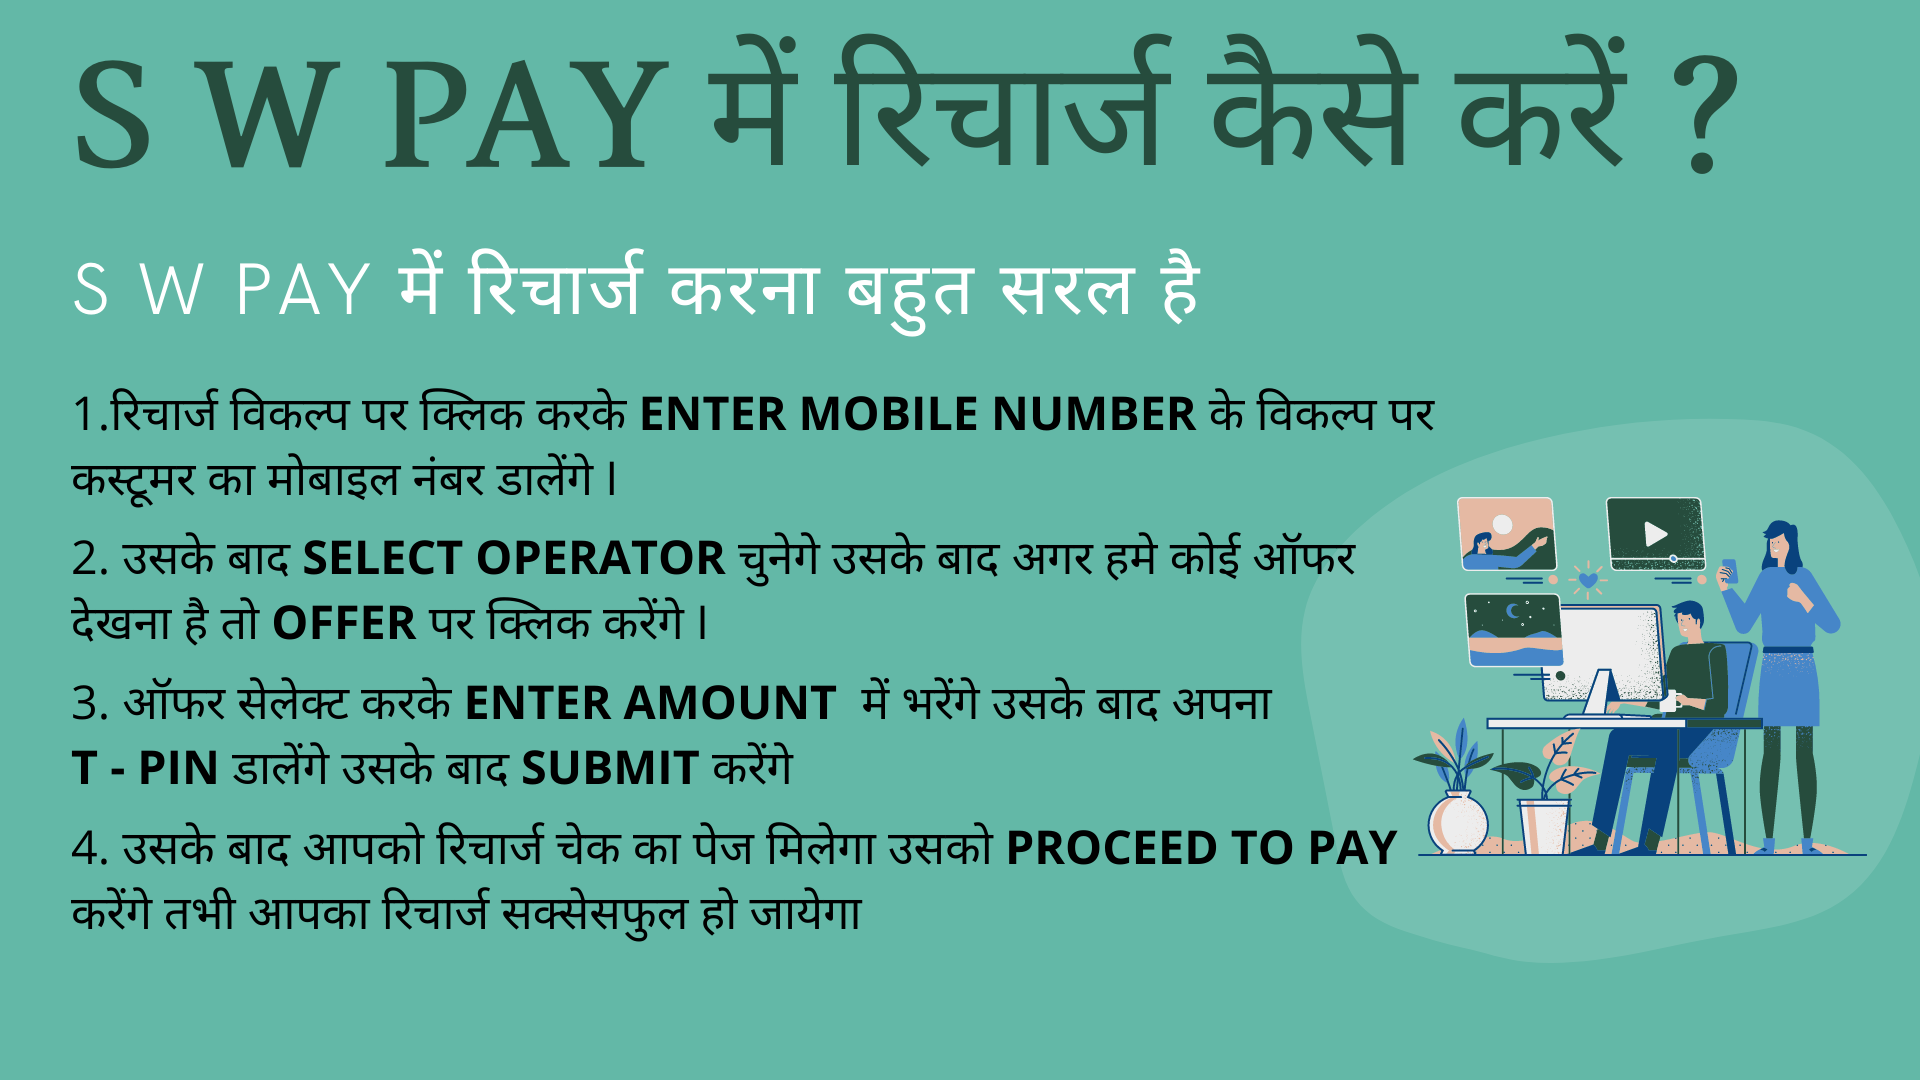 S W PAY में रिचार्ज कैसे करें ?
S W PAY में रिचार्ज करना बहुत सरल है
1.रिचार्ज विकल्प पर क्लिक करके ENTER MOBILE NUMBER के विकल्प पर
कस्टूमर का मोबाइल नंबर डालेंगे l
2. उसके बाद SELECT OPERATOR चुनेगे उसके बाद अगर हमे कोई ऑफर
देखना है तो OFFER पर क्लिक करेंगे l
3. ऑफर सेलेक्ट करके ENTER AMOUNT में भरेंगे उसके बाद अपना
T - PIN डालेंगे उसके बाद SUBMIT करेंगे
4. उसके बाद आपको रिचार्ज चेक का पेज मिलेगा उसको PROCEED TO PAY
करेंगे तभी आपका रिचार्ज सक्सेसफुल हो जायेगा